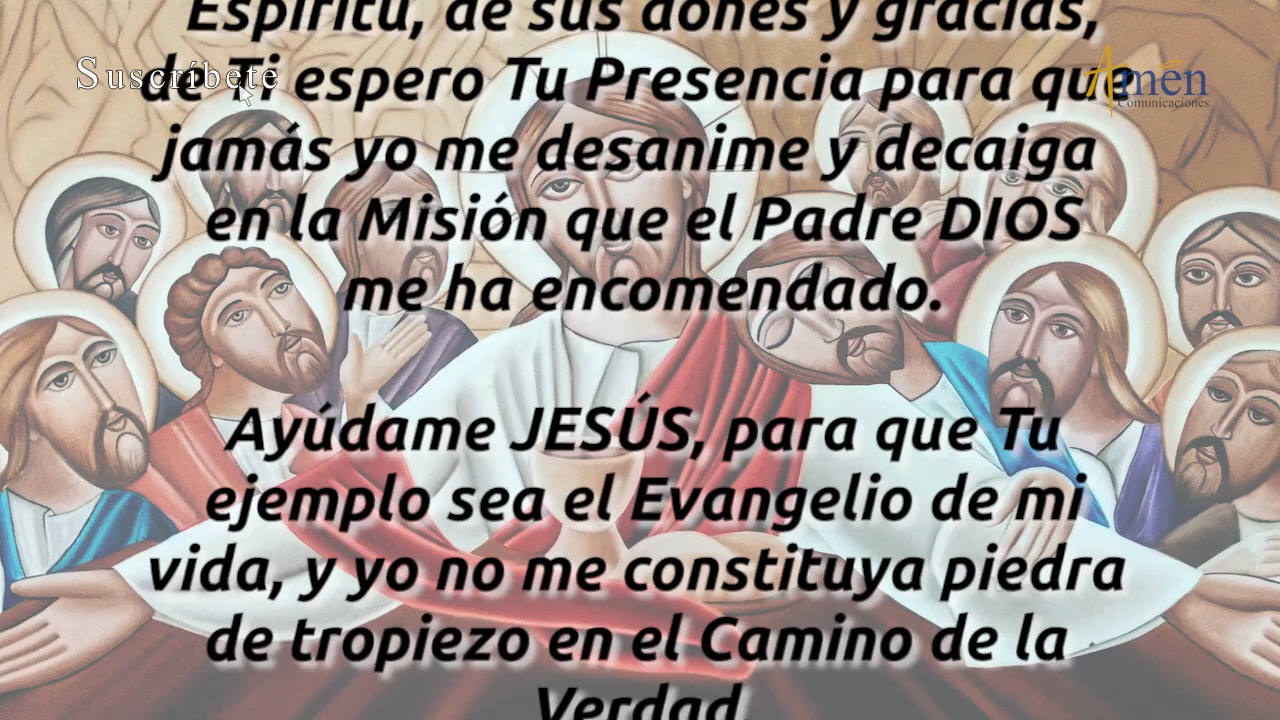 Espíritu, de sus dones y gracias,
Suscríbete
Amén
Comunicaciones
de Ti espero Tu Presencia para que
jamás yo me desanime y decaiga
en la Misión que el Padre DIOS
me ha encomendado.
Ayúdame JESÚS, para que Tu
ejemplo sea el Evangelio de mi
vida, y yo no me constituya piedra
de tropiezo en el Camino de la
Verdad.